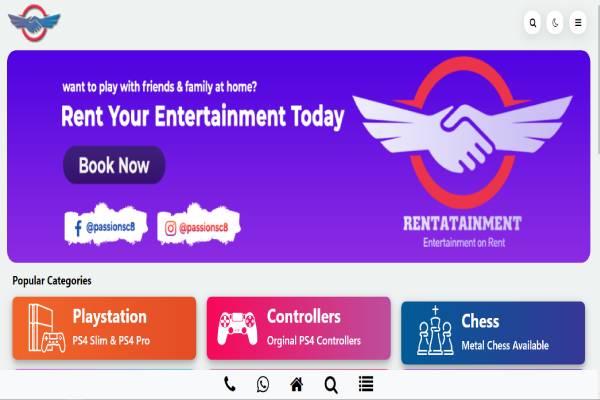 want to play with friends & family at home?
Rent Your Entertainment Today
Book Now
@passionsc8
@passionsc8
RENTATAINMENT
Entertainment on Rent
Popular Categories
Playstation
PS4 Slim & PS4 Pro
Controllers
Orginal PS4 Controllers
Chess
Metal Chess Available